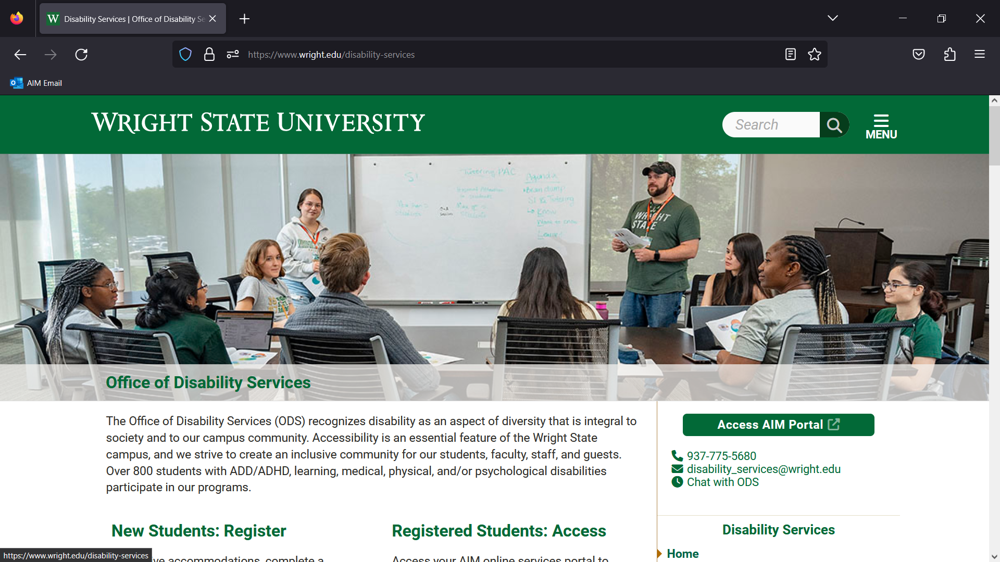 Disability Services | Office of Disability Se
https://www.wright.edu/disability-services
AIM Email
WRIGHT STATE UNIVERSITY
Search
MENU
SI
Tutoring PAC
Agenda
SI & Tutoring
Know
Want to know
students
students
WRIGHT
STATE
Office of Disability Services
The Office of Disability Services (ODS) recognizes disability as an aspect of diversity that is integral to
society and to our campus community. Accessibility is an essential feature of the Wright State
campus, and we strive to create an inclusive community for our students, faculty, staff, and guests.
Over 800 students with ADD/ADHD, learning, medical, physical, and/or psychological disabilities
participate in our programs.
New Students: Register
ve accommodations, complete a
Registered Students: Access
Access your AIM online services portal to
Access AIM Portal
937-775-5680
disability_services@wright.edu
Chat with ODS
Disability Services
Home
https://www.wright.edu/disability-services